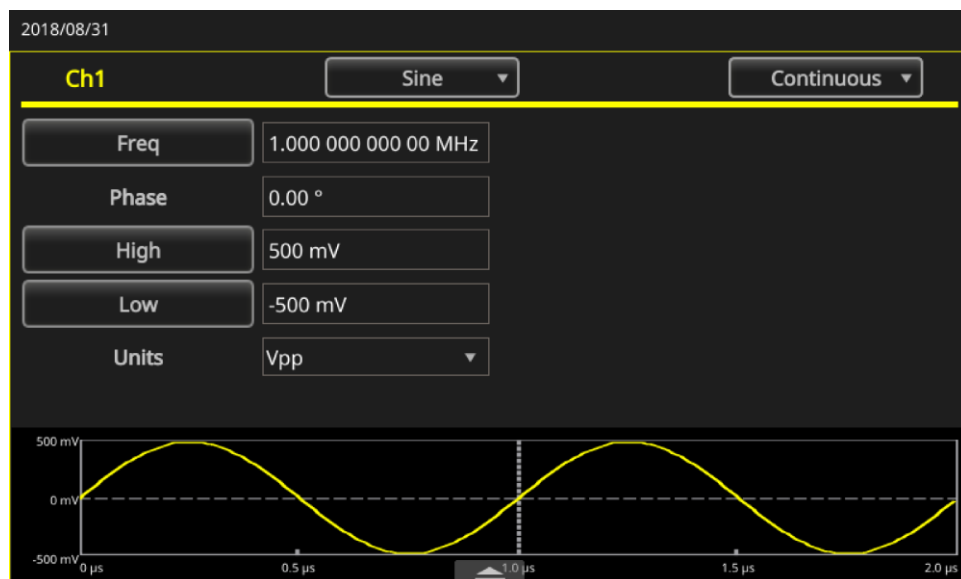 2018/08/31
Ch1 Sine Continuous
Freq 1.000 000 000 00 MHz
Phase 0.00 °
High 500 mV
Low -500 mV
Units Vpp
500 mV
0 mV
-500 mV
0 µs 0.5 µs 1.0 µs 1.5 µs 2.0 µs